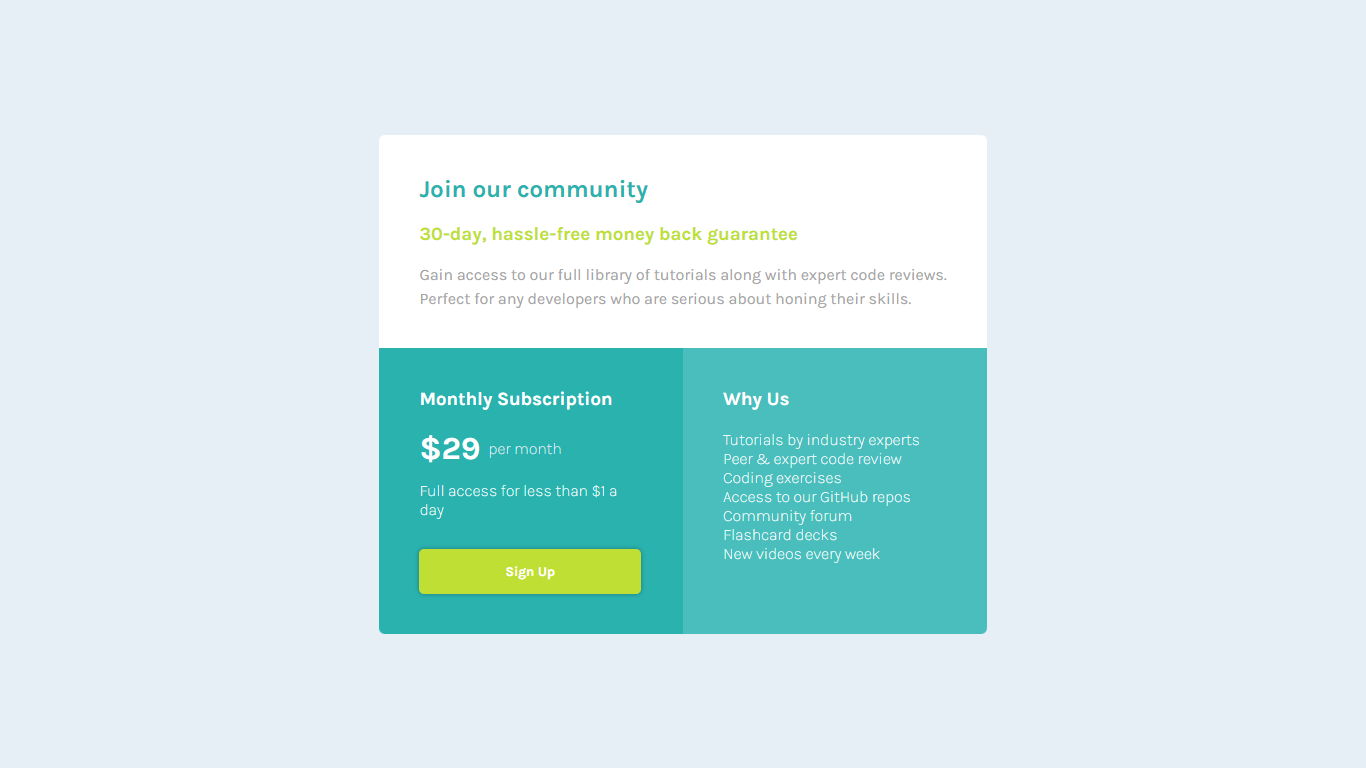 Join our community
30-day, hassle-free money back guarantee
Gain access to our full library of tutorials along with expert code reviews.
Perfect for any developers who are serious about honing their skills.
Monthly Subscription
$29 per month
Full access for less than $1 a
day
Sign Up
Why Us
Tutorials by industry experts
Peer & expert code review
Coding exercises
Access to our GitHub repos
Community forum
Flashcard decks
New videos every week